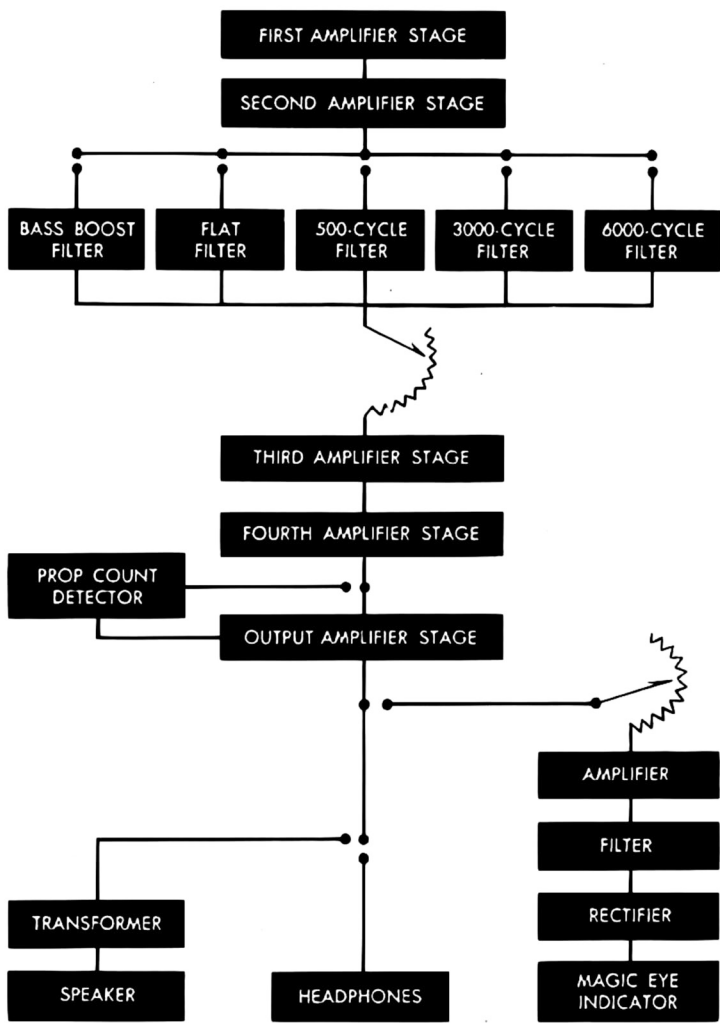 FIRST AMPLIFIER STAGE
SECOND AMPLIFIER STAGE
BASS BOOST
FILTER
FLAT
FILTER
500-CYCLE
FILTER
3000-CYCLE
FILTER
6000-CYCLE
FILTER
THIRD AMPLIFIER STAGE
FOURTH AMPLIFIER STAGE
PROP COUNT
DETECTOR
OUTPUT AMPLIFIER STAGE
AMPLIFIER
FILTER
RECTIFIER
MAGIC EYE
INDICATOR
TRANSFORMER
SPEAKER
HEADPHONES